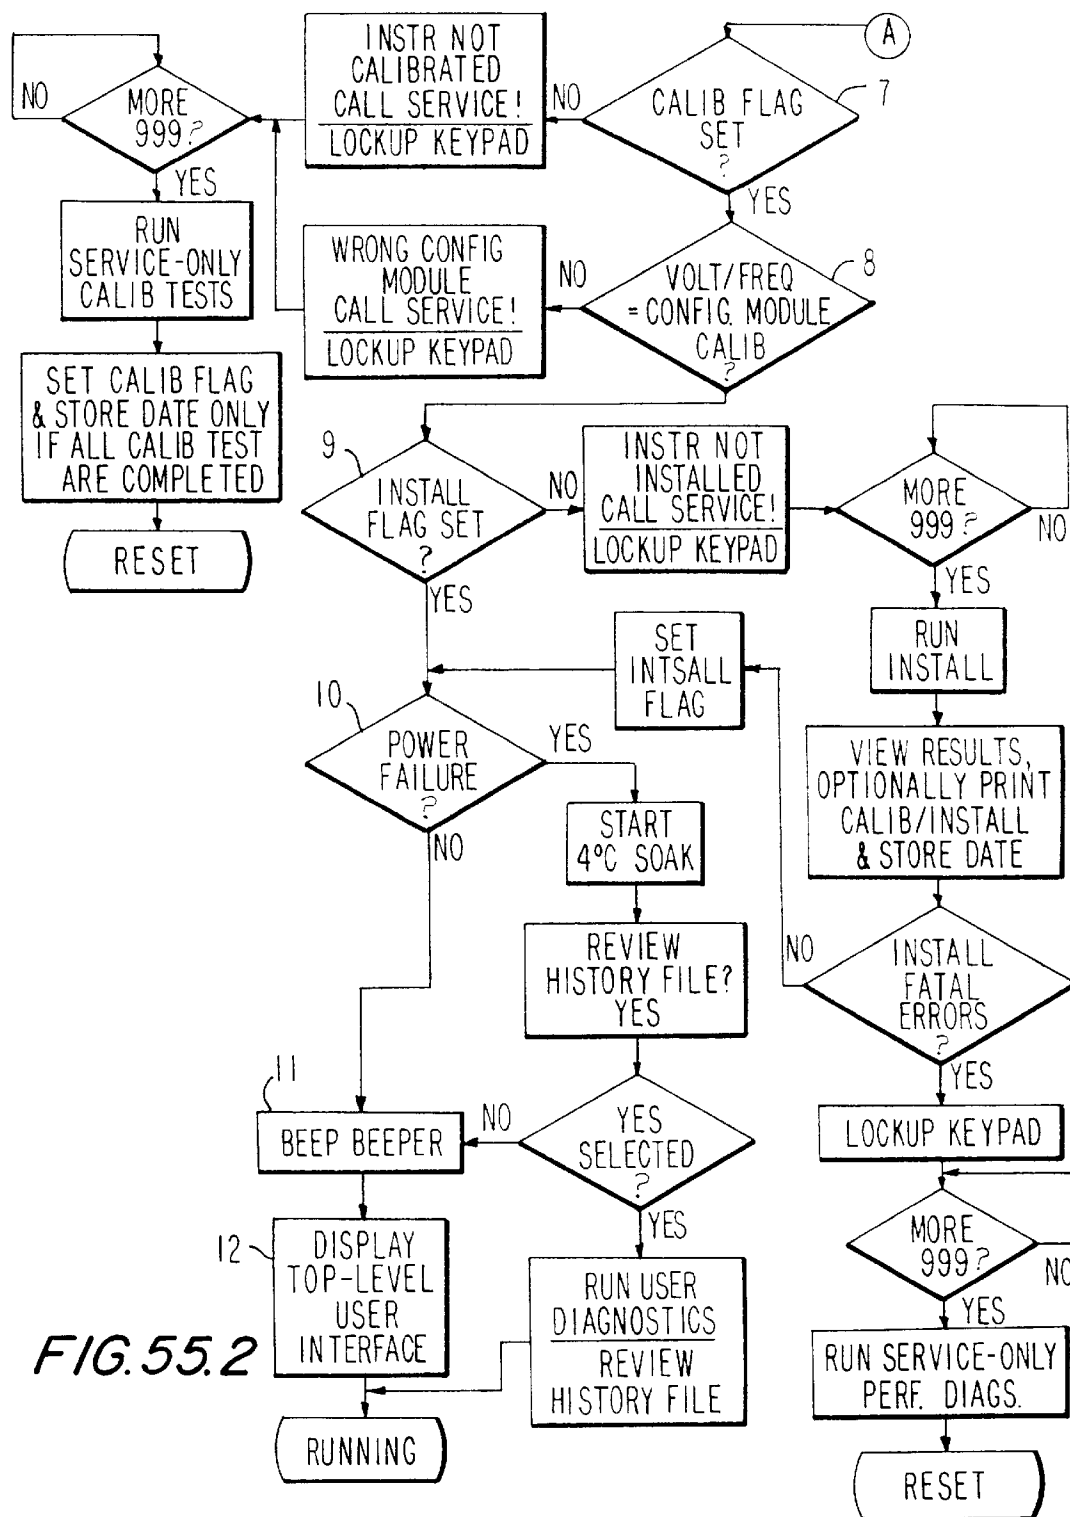 A
INSTR NOT
CALIBRATED
CALL SERVICE!
LOCKUP KEYPAD
NO
MORE
999?
NO
YES
CALIB FLAG
SET
?
7
YES
RUN
SERVICE-ONLY
CALIB TESTS
WRONG CONFIG
MODULE
CALL SERVICE!
LOCKUP KEYPAD
NO
VOLT/FREQ
=CONFIG. MODULE
CALIB
?
8
SET CALIB FLAG
& STORE DATE ONLY
IF ALL CALIB TEST
ARE COMPLETED
RESET
9
INSTALL
FLAG SET
?
NO
YES
INSTR NOT
INSTALLED
CALL SERVICE!
LOCKUP KEYPAD
MORE
999?
NO
YES
RUN
INSTALL
SET
INTSALL
FLAG
10
POWER
FAILURE
?
YES
NO
START
4°C SOAK
VIEW RESULTS,
OPTIONALLY PRINT
CALIB/INSTALL
& STORE DATE
REVIEW
HISTORY FILE?
YES
NO
INSTALL
FATAL
ERRORS
?
YES
11
BEEP BEEPER
NO
YES
SELECTED
?
YES
LOCKUP KEYPAD
MORE
999?
NO
YES
12
DISPLAY
TOP-LEVEL
USER
INTERFACE
RUN USER
DIAGNOSTICS
REVIEW
HISTORY FILE
RUN SERVICE-ONLY
PERF. DIAGS.
FIG.55.2
RUNNING
RESET